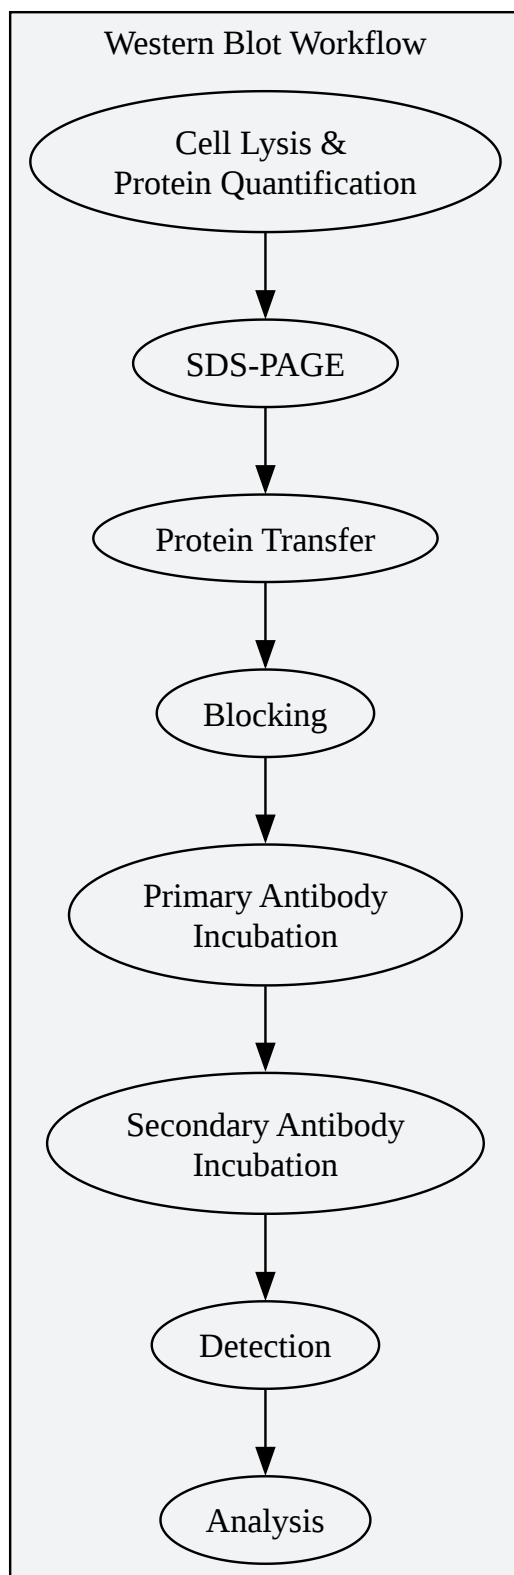 Western Blot Workflow
Cell Lysis &
Protein Quantification
SDS-PAGE
Protein Transfer
Blocking
Primary Antibody
Incubation
Secondary Antibody
Incubation
Detection
Analysis